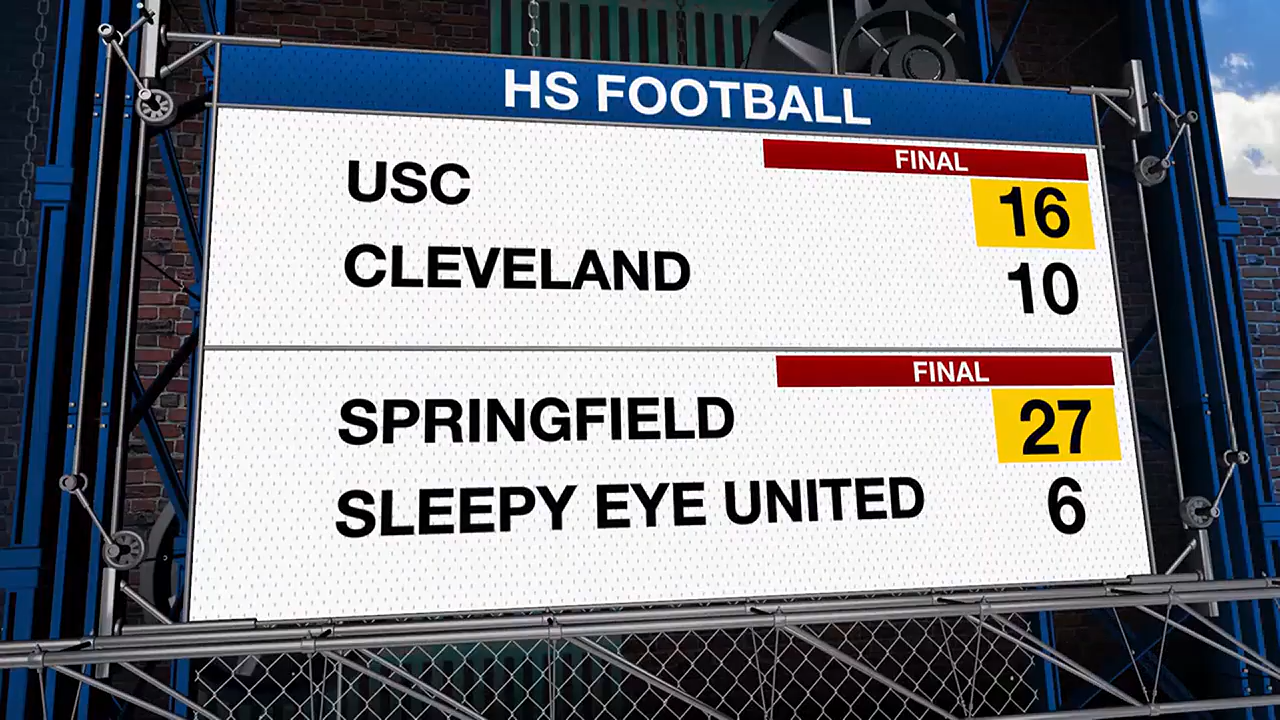 HS FOOTBALL
FINAL
USC 16
CLEVELAND 10
FINAL
SPRINGFIELD 27
SLEEPY EYE UNITED 6